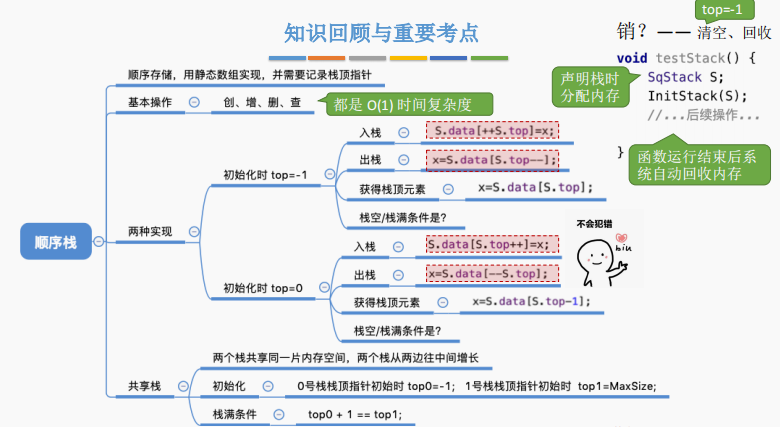 知识回顾与重要考点
top=-1
销？——清空、回收
void testStack() {
SqStack S;
InitStack(S);
//...后续操作...
}
声明栈时
分配内存
函数运行结束后系
统自动回收内存
顺序存储，用静态数组实现，并需要记录栈顶指针
基本操作
创、增、删、查
都是 O(1) 时间复杂度
顺序栈
两种实现
初始化时 top=-1
入栈
S.data[++S.top]=x;
出栈
x=S.data[S.top--];
获得栈顶元素
x=S.data[S.top];
栈空/栈满条件是?
初始化时 top=0
入栈
S.data[S.top++]=x;
出栈
x=S.data[--S.top];
获得栈顶元素
x=S.data[S.top-1];
栈空/栈满条件是?
不会犯错
biu
共享栈
两个栈共享同一片内存空间，两个栈从两边往中间增长
初始化
0号栈栈顶指针初始时 top0=-1； 1号栈栈顶指针初始时 top1=MaxSize;
栈满条件
top0 + 1 == top1;